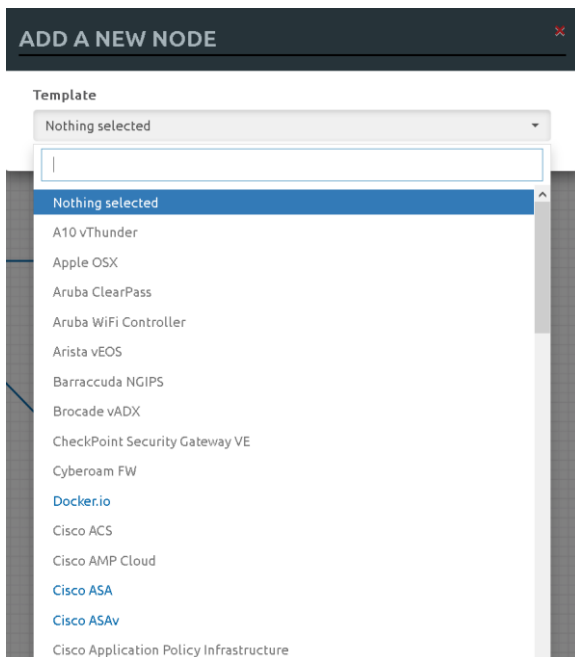 ADD A NEW NODE
Template
Nothing selected
Nothing selected
A10 vThunder
Apple OSX
Aruba ClearPass
Aruba WiFi Controller
Arista vEOS
Barraccuda NGIPS
Brocade vADX
CheckPoint Security Gateway VE
Cyberoam FW
Docker.io
Cisco ACS
Cisco AMP Cloud
Cisco ASA
Cisco ASAv
Cisco Application Policy Infrastructure